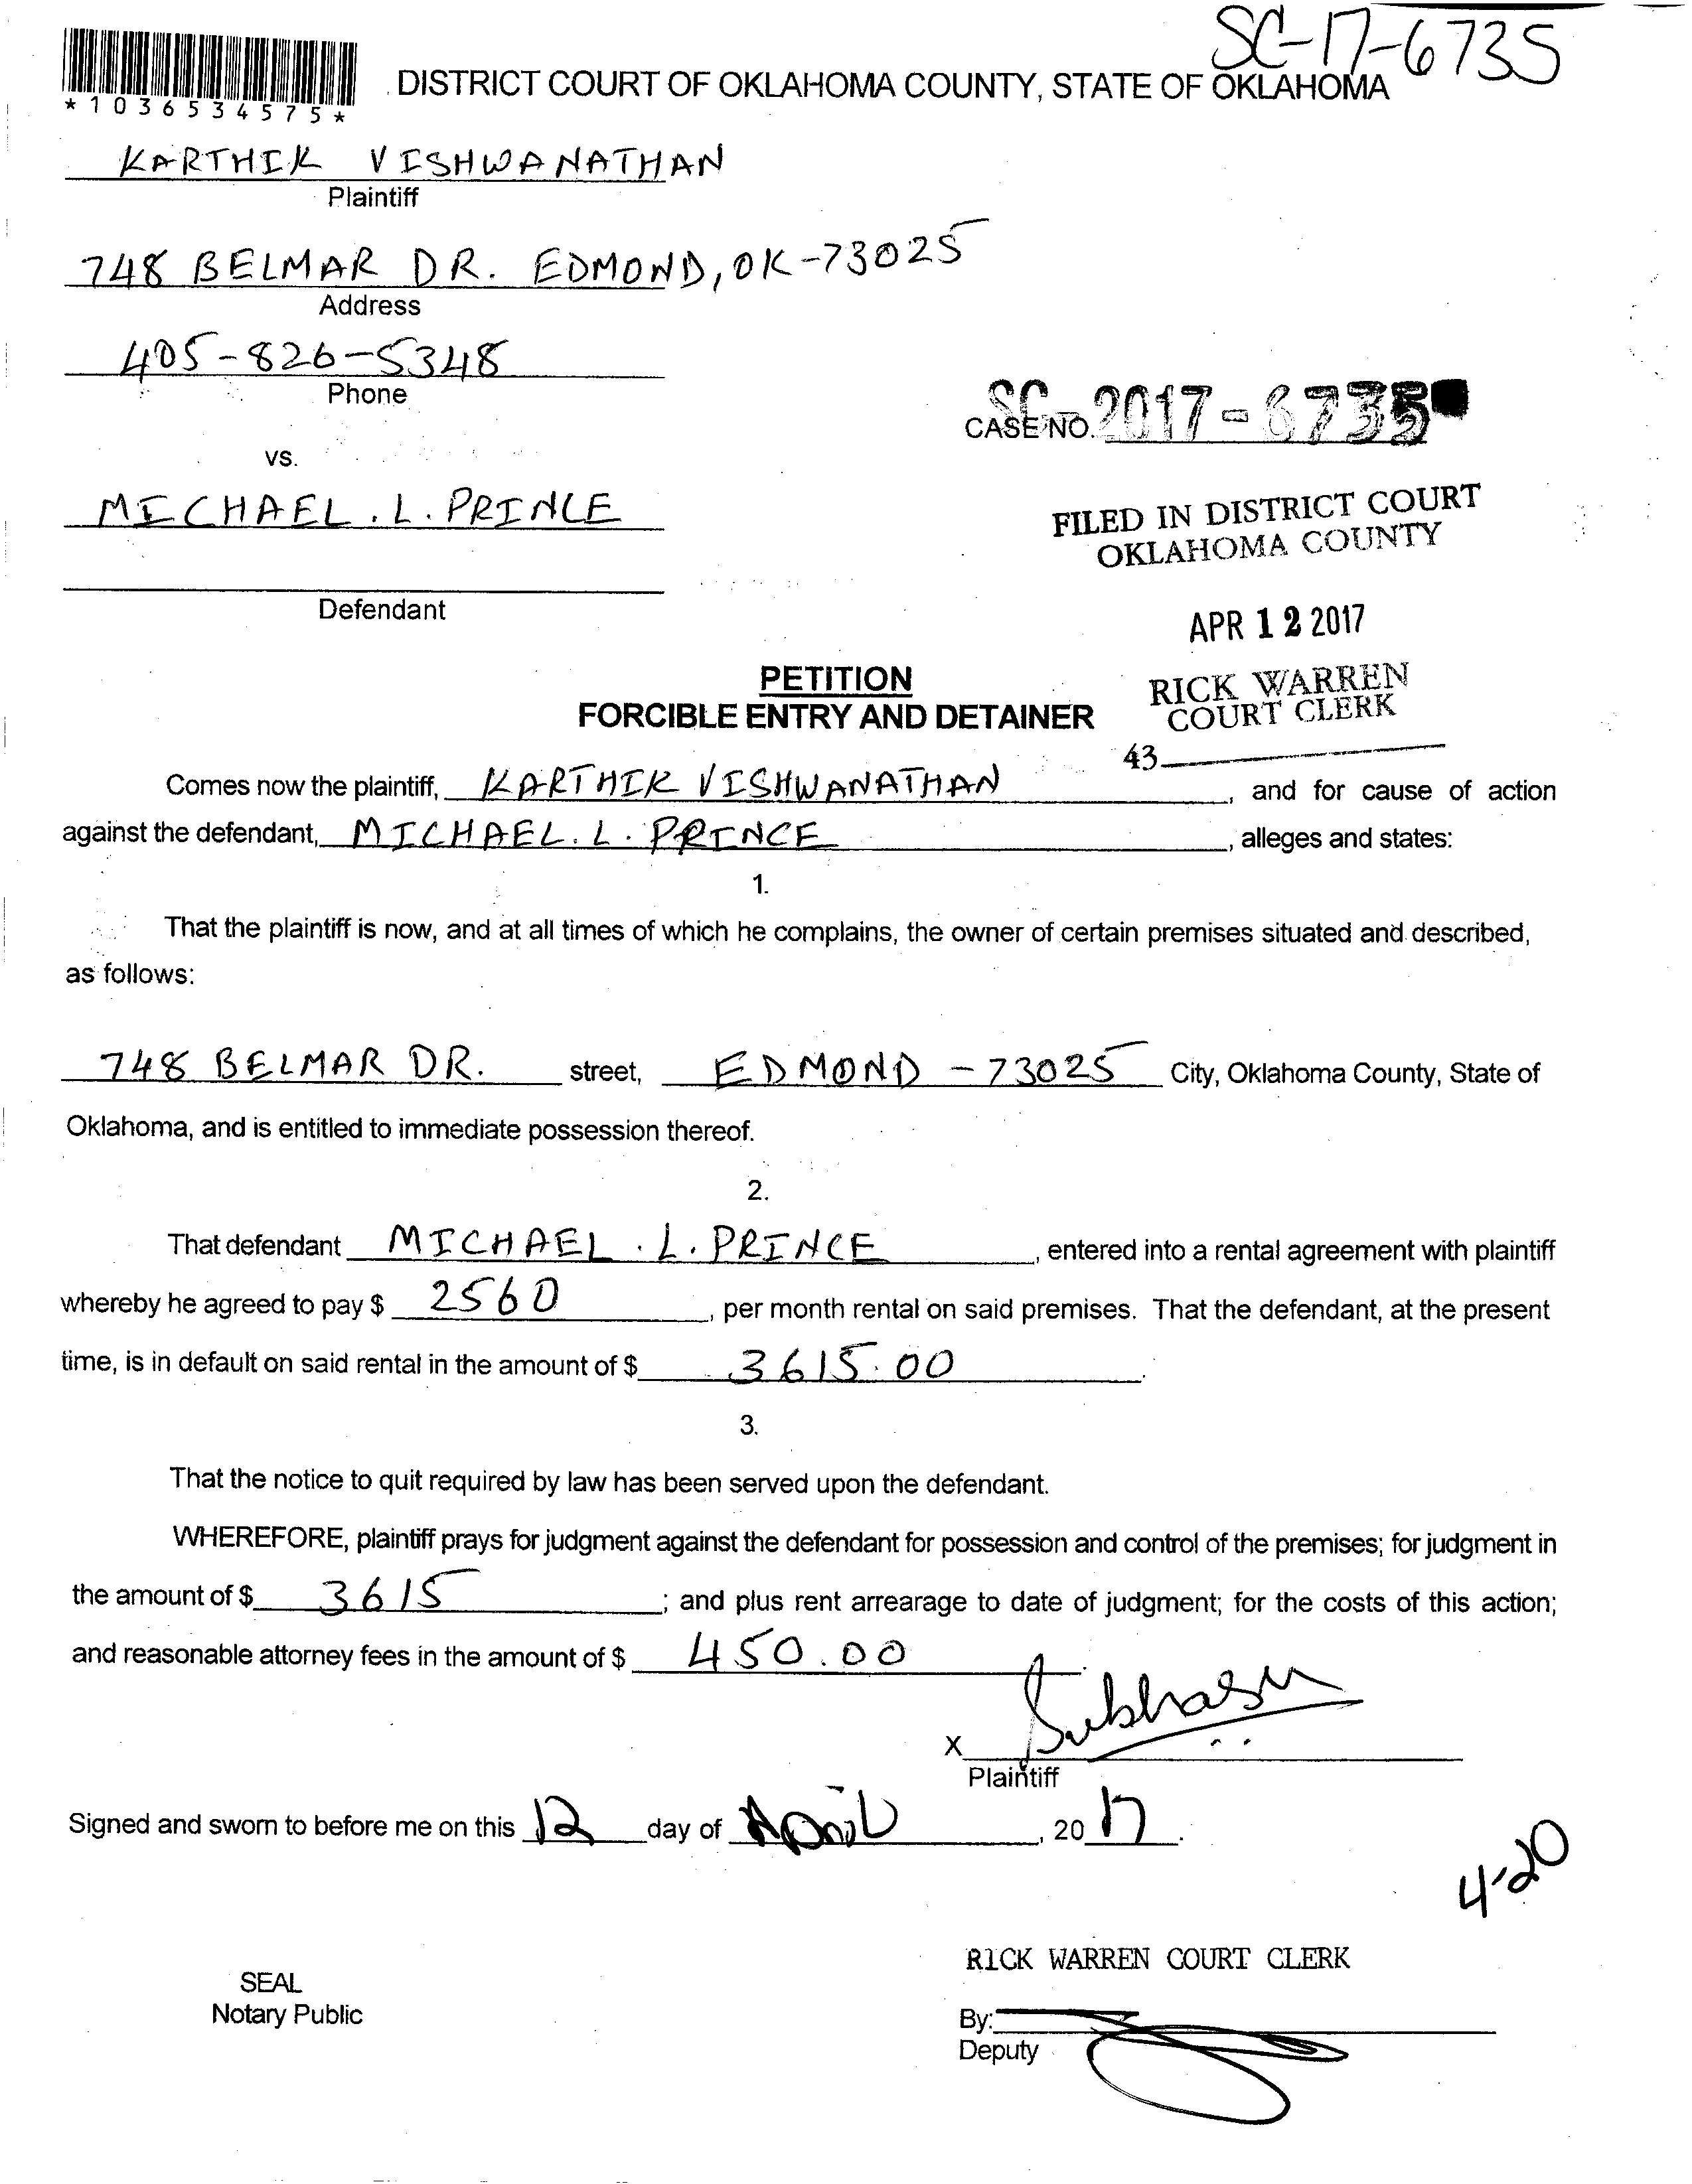 SC-17-6735
*1036534575*
DISTRICT COURT OF OKLAHOMA COUNTY, STATE OF OKLAHOMA
KARTHIK VISHWANATHAN
Plaintiff
748 BELMAR DR. EDMOND, OK-73025
Address
405-826-5348
Phone
CASE NO. SC-2017-6735
vs.
MICHAEL. L. PRINCE
FILED IN DISTRICT COURT
OKLAHOMA COUNTY
Defendant
APR 12 2017
PETITION
FORCIBLE ENTRY AND DETAINER
RICK WARREN
COURT CLERK
43
Comes now the plaintiff, KARTHIK VISHWANATHAN, and for cause of action
against the defendant, MICHAEL. L. PRINCE, alleges and states:
1.
That the plaintiff is now, and at all times of which he complains, the owner of certain premises situated and described,
as follows:
748 BELMAR DR. street, EDMOND - 73025 City, Oklahoma County, State of
Oklahoma, and is entitled to immediate possession thereof.
2.
That defendant MICHAEL. L. PRINCE, entered into a rental agreement with plaintiff
whereby he agreed to pay $ 2560, per month rental on said premises. That the defendant, at the present
time, is in default on said rental in the amount of $ 3615.00.
3.
That the notice to quit required by law has been served upon the defendant.
WHEREFORE, plaintiff prays for judgment against the defendant for possession and control of the premises; for judgment in
the amount of $ 3615; and plus rent arrearage to date of judgment; for the costs of this action;
and reasonable attorney fees in the amount of $ 450.00
X
Plaintiff
Signed and sworn to before me on this 12 day of April, 2017.
4-20
RICK WARREN COURT CLERK
SEAL
Notary Public
By:
Deputy